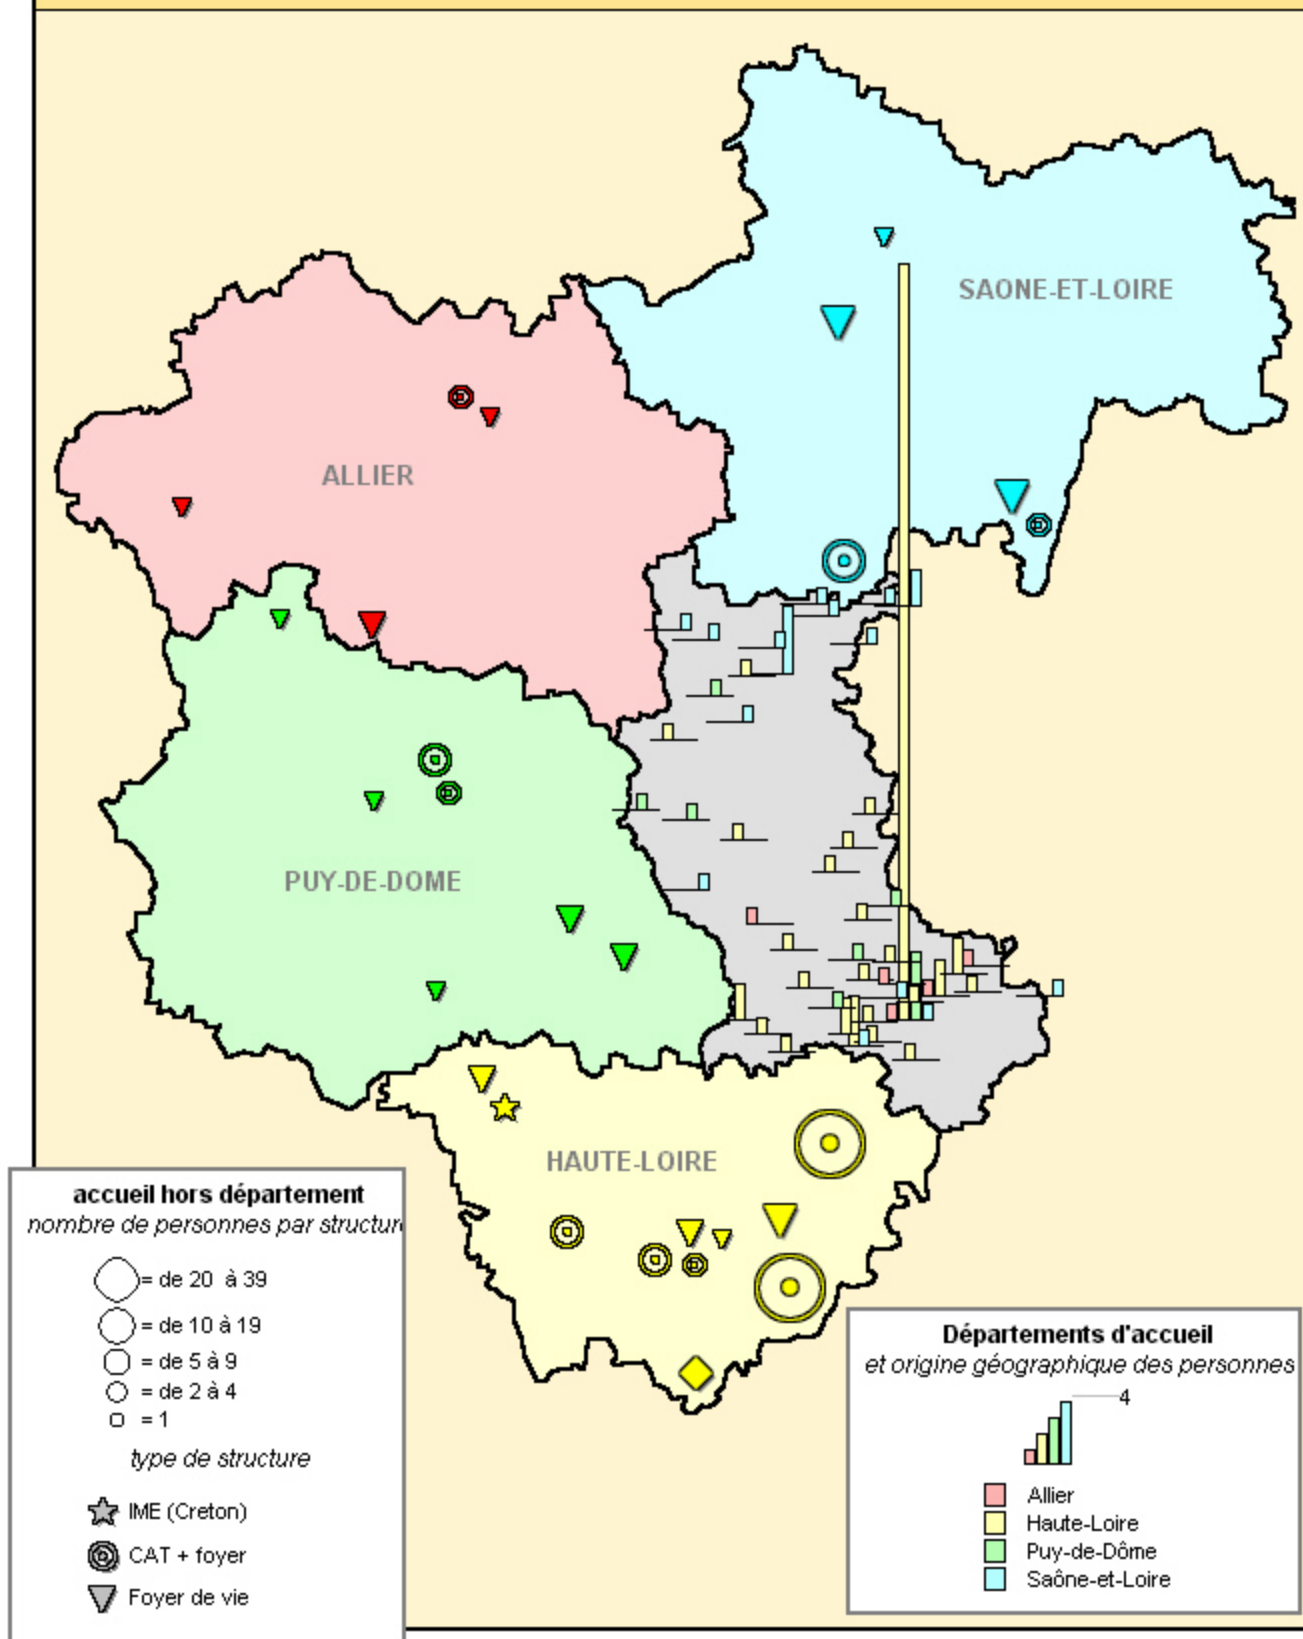 SAONE-ET-LOIRE
ALLIER
PUY-DE-DOME
HAUTE-LOIRE
accueil hors département
nombre de personnes par structur
= de 20 à 39
= de 10 à 19
= de 5 à 9
= de 2 à 4
= 1
type de structure
IME (Creton)
CAT + foyer
Foyer de vie
Départements d'accueil
et origine géographique des personnes
4
Allier
Haute-Loire
Puy-de-Dôme
Saône-et-Loire